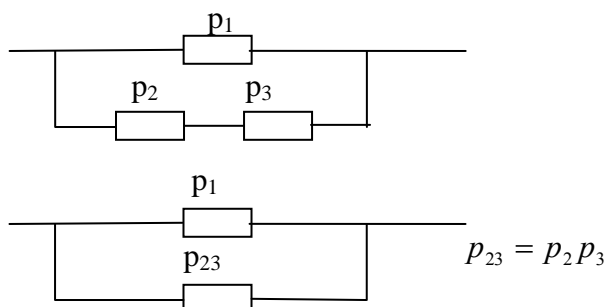 p₁
p₂ p₃
p₁
p₂₃
p₂₃ = p₂p₃